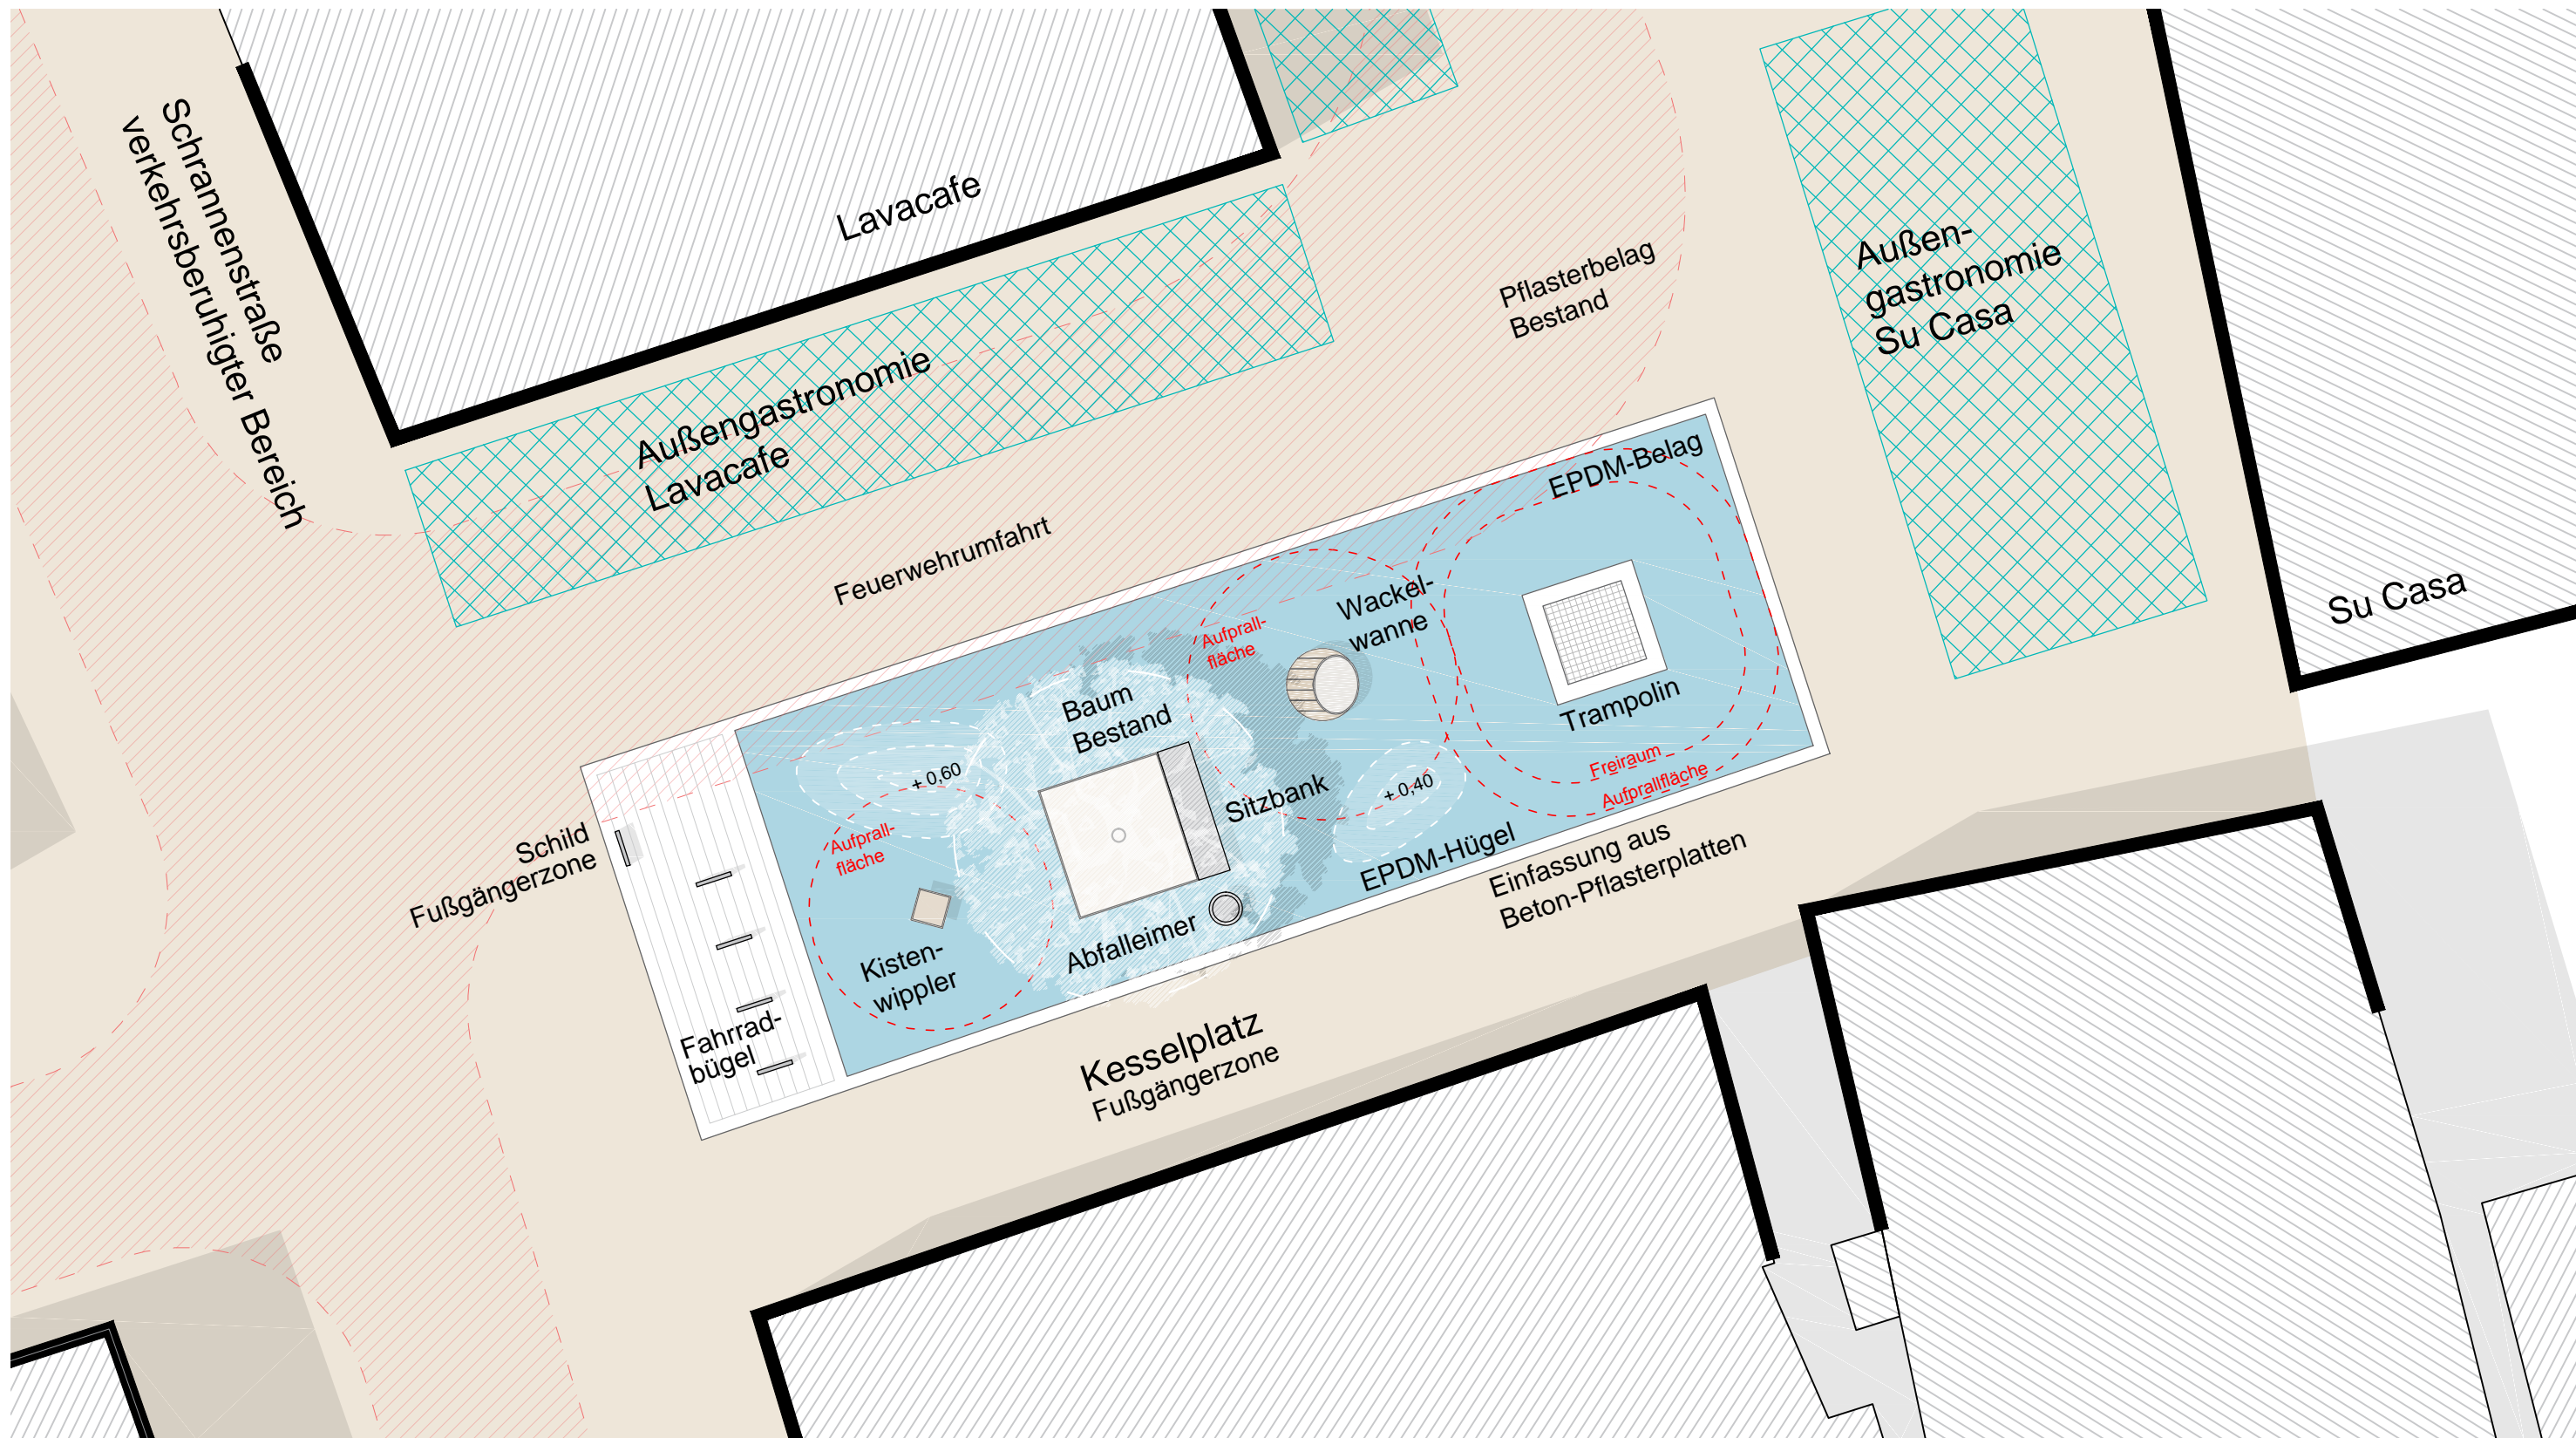 Schrannenstraße
verkehrsberuhigter Bereich
Lavacafe
Außengastronomie
Lavacafe
Pflasterbelag
Bestand
Außen-
gastronomie
Su Casa
Su Casa
Feuerwehrumfahrt
EPDM-Belag
Wackel-
wanne
Aufprall-
fläche
Trampolin
Freiraum
Aufprallfläche
Baum
Bestand
+ 0,60
+ 0,40
Sitzbank
EPDM-Hügel
Einfassung aus
Beton-Pflasterplatten
Schild
Fußgängerzone
Aufprall-
fläche
Kisten-
wippler
Abfalleimer
Fahrrad-
bügel
Kesselplatz
Fußgängerzone